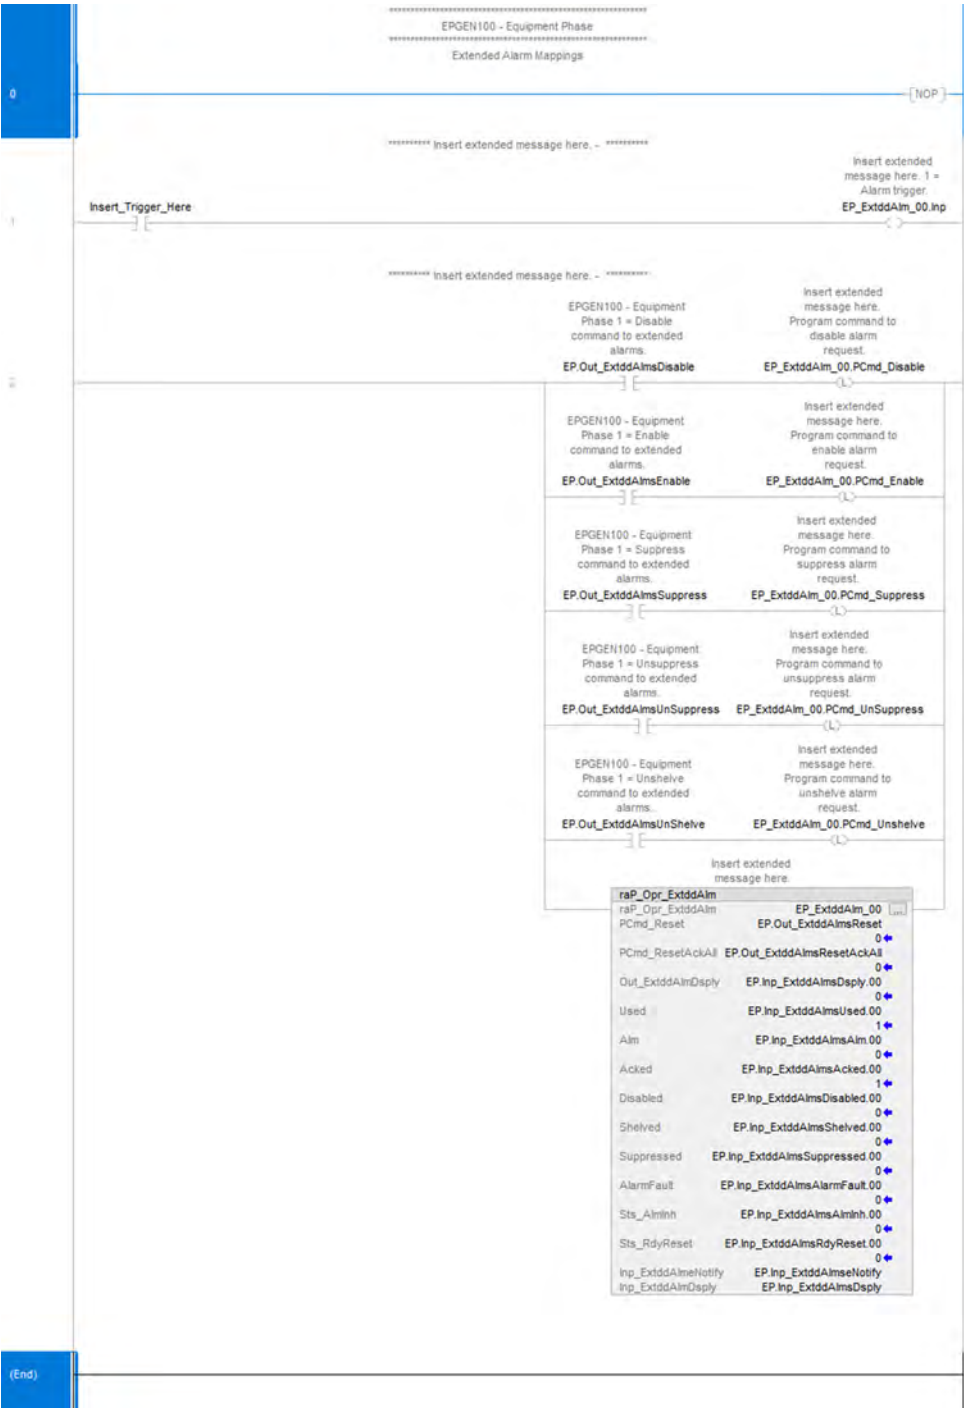 ****************************************************************
EPGEN100 - Equipment Phase
****************************************************************
Extended Alarm Mappings
0
[NOP]
********** Insert extended message here. - **********
Insert extended
message here. 1 =
Alarm trigger.
Insert_Trigger_Here
EP_ExtddAlm_00.Inp
1
********** Insert extended message here. - **********
EPGEN100 - Equipment
Phase 1 = Disable
command to extended
alarms.
EP.Out_ExtddAlmsDisable
Insert extended
message here.
Program command to
disable alarm
request.
EP_ExtddAlm_00.PCmd_Disable
(L)
EPGEN100 - Equipment
Phase 1 = Enable
command to extended
alarms.
EP.Out_ExtddAlmsEnable
Insert extended
message here.
Program command to
enable alarm
request.
EP_ExtddAlm_00.PCmd_Enable
(L)
EPGEN100 - Equipment
Phase 1 = Suppress
command to extended
alarms.
EP.Out_ExtddAlmsSuppress
Insert extended
message here.
Program command to
suppress alarm
request.
EP_ExtddAlm_00.PCmd_Suppress
(L)
EPGEN100 - Equipment
Phase 1 = Unsuppress
command to extended
alarms.
EP.Out_ExtddAlmsUnSuppress
Insert extended
message here.
Program command to
unsuppress alarm
request.
EP_ExtddAlm_00.PCmd_UnSuppress
(L)
EPGEN100 - Equipment
Phase 1 = Unshelve
command to extended
alarms.
EP.Out_ExtddAlmsUnShelve
Insert extended
message here.
Program command to
unshelve alarm
request.
EP_ExtddAlm_00.PCmd_Unshelve
(L)
Insert extended
message here.
raP_Opr_ExtddAlm
raP_Opr_ExtddAlm EP_ExtddAlm_00 ...
PCmd_Reset EP.Out_ExtddAlmsReset
0
PCmd_ResetAckAll EP.Out_ExtddAlmsResetAckAll
0
Out_ExtddAlmDsply EP.Inp_ExtddAlmsDsply.00
0
Used EP.Inp_ExtddAlmsUsed.00
1
Alm EP.Inp_ExtddAlmsAlm.00
0
Acked EP.Inp_ExtddAlmsAcked.00
1
Disabled EP.Inp_ExtddAlmsDisabled.00
0
Shelved EP.Inp_ExtddAlmsShelved.00
0
Suppressed EP.Inp_ExtddAlmsSuppressed.00
0
AlarmFault EP.Inp_ExtddAlmsAlarmFault.00
0
Sts_AlmInh EP.Inp_ExtddAlmsAlmInh.00
0
Sts_RdyReset EP.Inp_ExtddAlmsRdyReset.00
0
Inp_ExtddAlmeNotify EP.Inp_ExtddAlmseNotify
Inp_ExtddAlmDsply EP.Inp_ExtddAlmsDsply
(End)